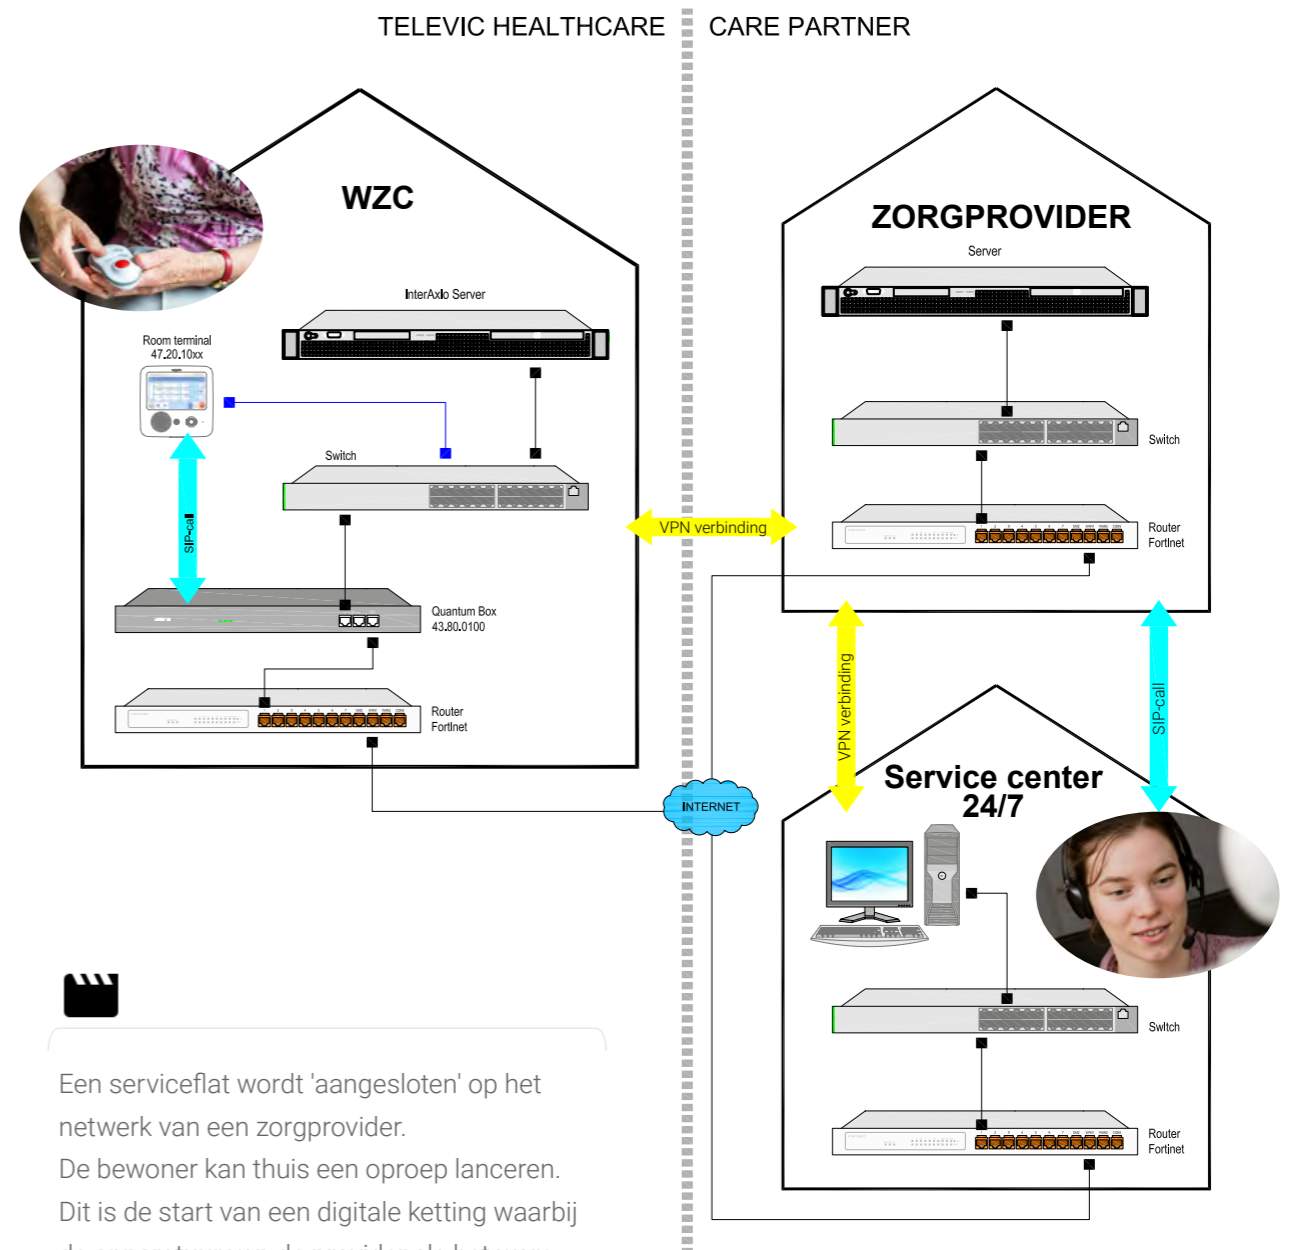 TELEVIC HEALTHCARE
CARE PARTNER
WZC
InterAxio Server
Room terminal
47.20.10xx
Switch
SIP-call
Quantum Box
43.80.0100
Router
Fortinet
VPN verbinding
INTERNET
ZORGPROVIDER
Server
Switch
Router
Fortinet
VPN verbinding
SIP-call
Service center
24/7
Switch
Router
Fortinet
Een serviceflat wordt 'aangesloten' op het
netwerk van een zorgprovider.
De bewoner kan thuis een oproep lanceren.
Dit is de start van een digitale ketting waarbij